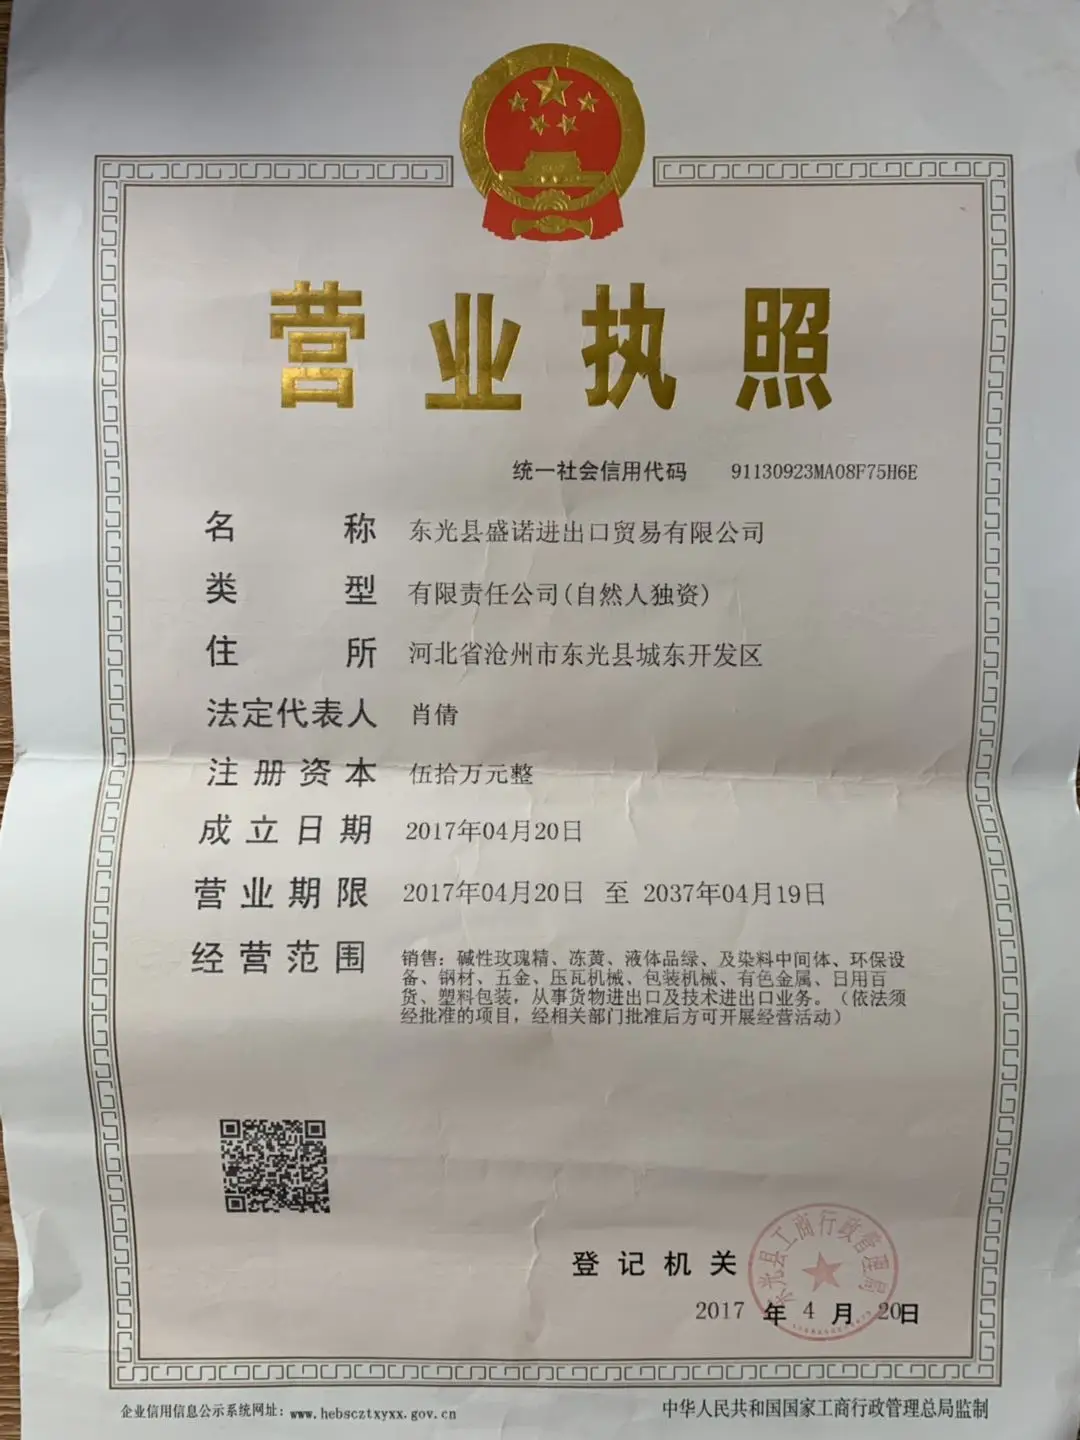 营业执照
统一社会信用代码 91130923MA08F75H6E
名称 东光县盛诺进出口贸易有限公司
类型 有限责任公司(自然人独资)
住所 河北省沧州市东光县城东开发区
法定代表人 肖倩
注册资本 伍拾万元整
成立日期 2017年04月20日
营业期限 2017年04月20日 至 2037年04月19日
经营范围 销售：碱性玫瑰精、冻黄、液体品绿、及染料中间体、环保设
备、钢材、五金、压瓦机械、包装机械、有色金属、日用百
货、塑料包装，从事货物进出口及技术进出口业务。（依法须
经批准的项目，经相关部门批准后方可开展经营活动）
登记机关
东光县工商行政管理局
2017 年 4 月 20日
企业信用信息公示系统网址：www.hebscztxyxx.gov.cn
中华人民共和国国家工商行政管理总局监制